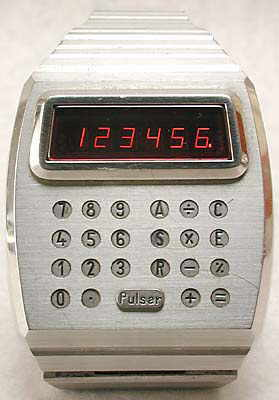 123456.
7 8 9 A ÷ C
4 5 6 S × E
1 2 3 R − %
0 · Pulsar + =